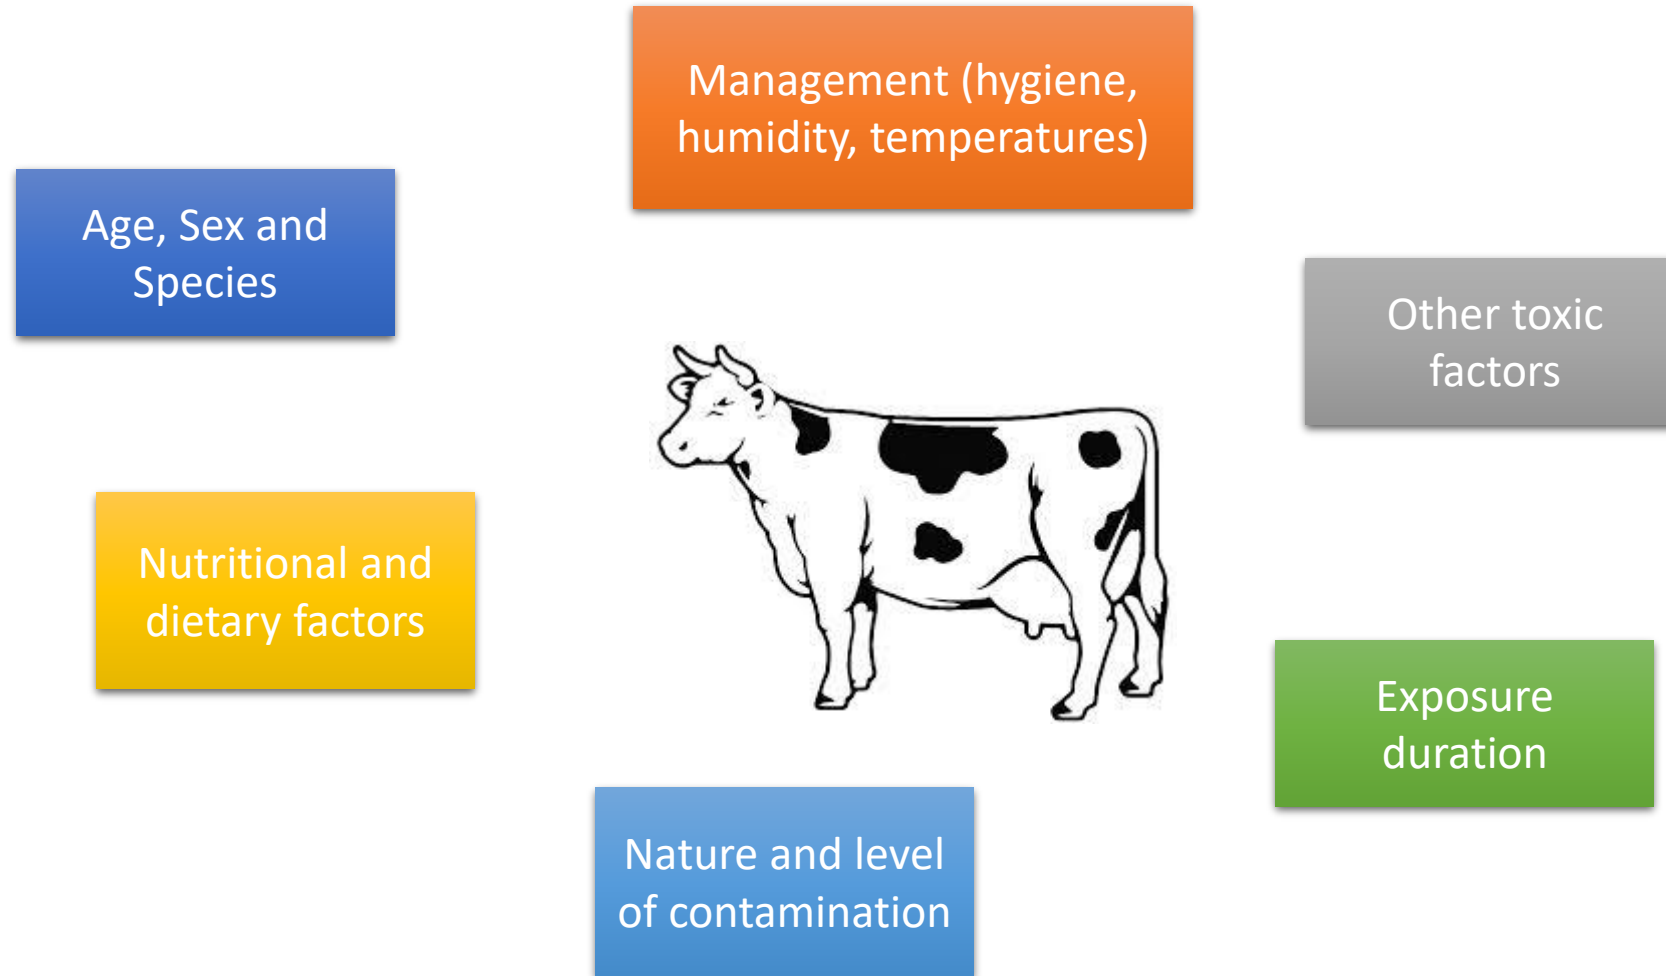 Management (hygiene,
humidity, temperatures)
Age, Sex and
Species
Other toxic
factors
Nutritional and
dietary factors
Exposure
duration
Nature and level
of contamination